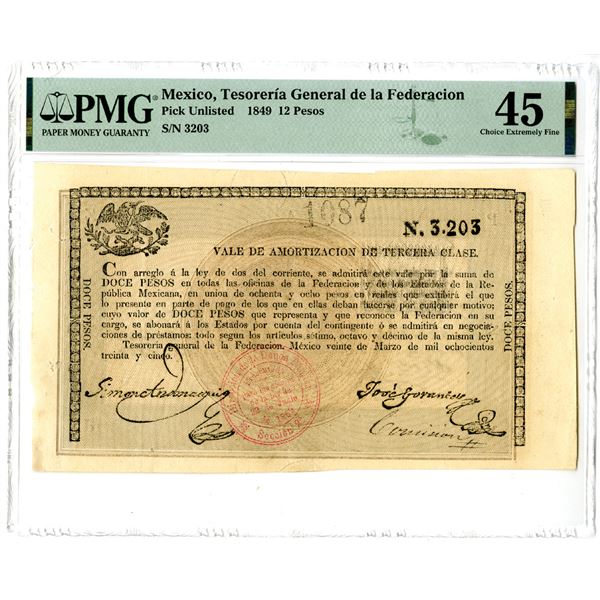 PMG
PAPER MONEY GUARANTY
Mexico, Tesorería General de la Federacion
Pick Unlisted 1849 12 Pesos
S/N 3203
45
Choice Extremely Fine
1087
N. 3.203
VALE DE AMORTIZACION DE TERCERA CLASE.
Con arreglo á la ley de dos del corriente, se admitirá este vale por la suma de
DOCE PESOS en todas las oficinas de la Federacion y de los Estados de la Re-
pública Mexicana, en union de ochenta y ocho pesos en reales que exhibirá el que
lo presente en parte de pago de los que en ellas deban hacerse por cualquier motivo;
cuyo valor de DOCE PESOS que representa y que reconoce la Federacion en su
cargo, se abonará á los Estados por cuenta del contingente ó se admitirá en negocia-
ciones de préstamos: todo segun los artículos sétimo, octavo y décimo de la misma ley.
Tesorería General de la Federacion. México veinte de Marzo de mil ochocientos
treinta y cinco.
DOCE PESOS.
DOCE PESOS.
José
Comision
Seccion